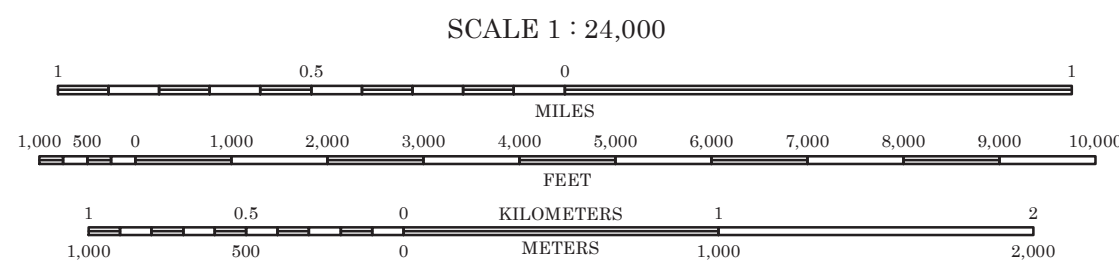 SCALE 1 : 24,000
1 0.5 0 1
MILES
1,000 500 0 1,000 2,000 3,000 4,000 5,000 6,000 7,000 8,000 9,000 10,000
FEET
1 0.5 0 KILOMETERS 1 2
1,000 500 0 METERS 1,000 2,000